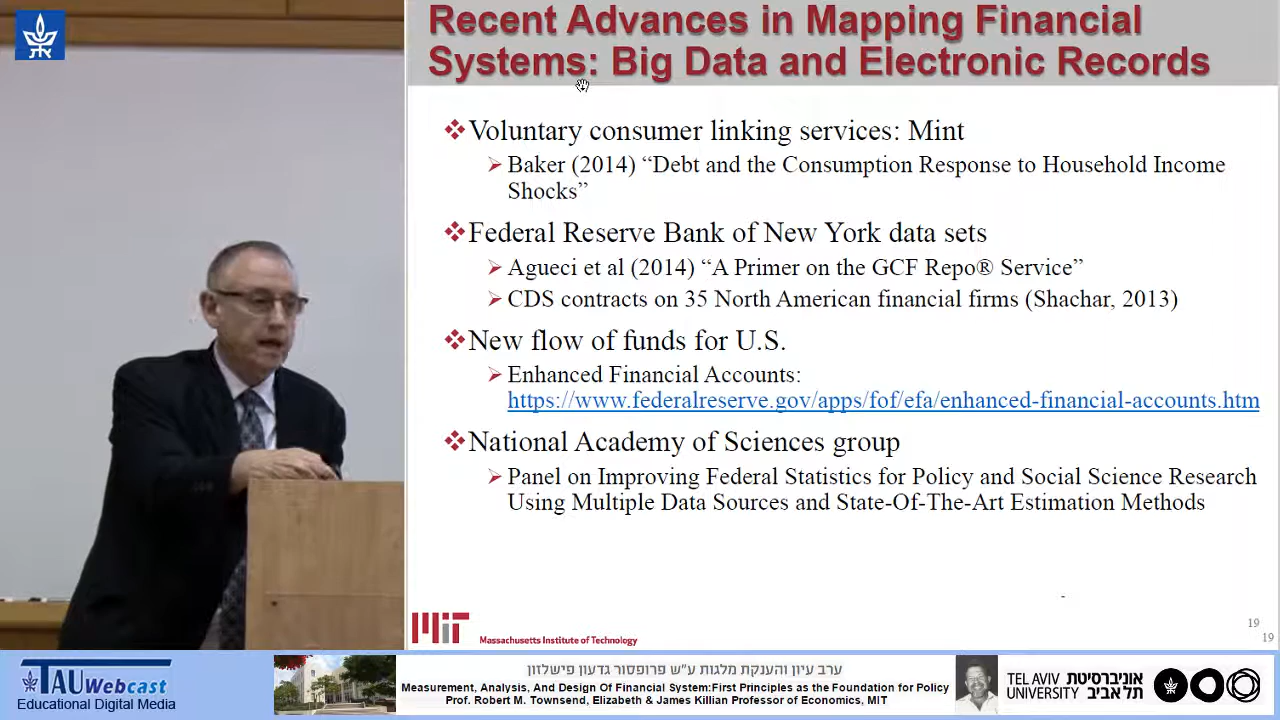 Recent Advances in Mapping Financial
Systems: Big Data and Electronic Records
Voluntary consumer linking services: Mint
Baker (2014) “Debt and the Consumption Response to Household Income
Shocks”
Federal Reserve Bank of New York data sets
Agueci et al (2014) “A Primer on the GCF Repo® Service”
CDS contracts on 35 North American financial firms (Shachar, 2013)
New flow of funds for U.S.
Enhanced Financial Accounts:
https://www.federalreserve.gov/apps/fof/efa/enhanced-financial-accounts.htm
National Academy of Sciences group
Panel on Improving Federal Statistics for Policy and Social Science Research
Using Multiple Data Sources and State-Of-The-Art Estimation Methods
19
19
MIT
Massachusetts Institute of Technology
TAU Webcast
Educational Digital Media
ערב עיון והענקת מלגות ע"ש פרופסור גדעון פישלזון
Measurement, Analysis, And Design Of Financial System:First Principles as the Foundation for Policy
Prof. Robert M. Townsend, Elizabeth & James Killian Professor of Economics, MIT
TEL AVIV
UNIVERSITY
אוניברסיטת
תל אביב